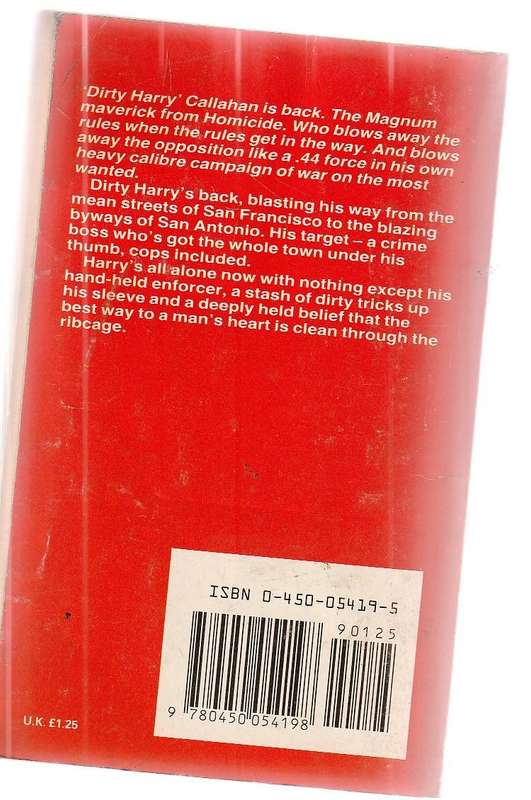 'Dirty Harry' Callahan is back. The Magnum
maverick from Homicide. Who blows away the
rules when the rules get in the way. And blows
away the opposition like a .44 force in his own
heavy calibre campaign of war on the most
wanted.
Dirty Harry's back, blasting his way from the
mean streets of San Francisco to the blazing
byways of San Antonio. His target – a crime
boss who's got the whole town under his
thumb, cops included.
Harry's all alone now with nothing except his
hand-held enforcer, a stash of dirty tricks up
his sleeve and a deeply held belief that the
best way to a man's heart is clean through the
ribcage.
ISBN 0-450-05419-5
90125
9 780450 054198
U.K. £1.25